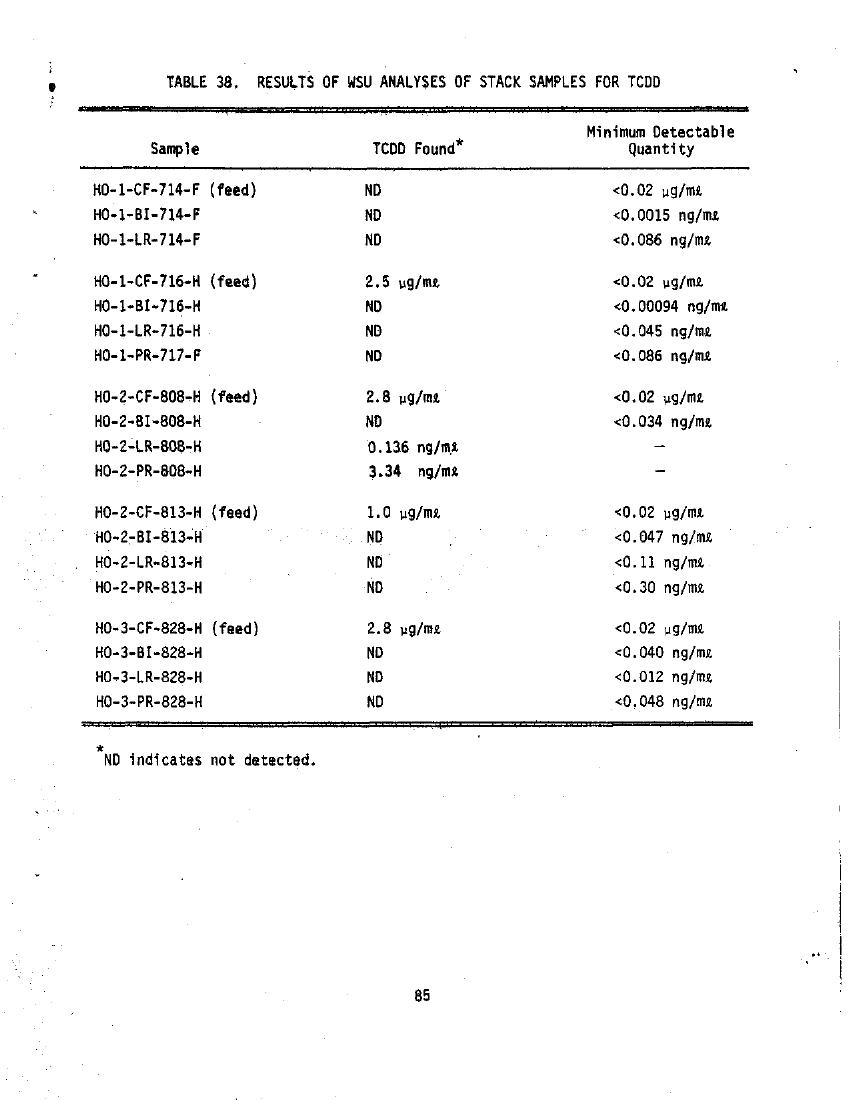 TABLE 38. RESULTS OF WSU ANALYSES OF STACK SAMPLES FOR TCDD
Sample TCDD Found* Minimum Detectable Quantity
HO-1-CF-714-F (feed) ND <0.02 µg/mℓ
HO-1-BI-714-F ND <0.0015 ng/mℓ
HO-1-LR-714-F ND <0.086 ng/mℓ
HO-1-CF-716-H (feed) 2.5 µg/mℓ <0.02 µg/mℓ
HO-1-BI-716-H ND <0.00094 ng/mℓ
HO-1-LR-716-H ND <0.045 ng/mℓ
HO-1-PR-717-F ND <0.086 ng/mℓ
HO-2-CF-808-H (feed) 2.8 µg/mℓ <0.02 µg/mℓ
HO-2-BI-808-H ND <0.034 ng/mℓ
HO-2-LR-808-H 0.136 ng/mℓ —
HO-2-PR-808-H 3.34 ng/mℓ —
HO-2-CF-813-H (feed) 1.0 µg/mℓ <0.02 µg/mℓ
HO-2-BI-813-H ND <0.047 ng/mℓ
HO-2-LR-813-H ND <0.11 ng/mℓ
HO-2-PR-813-H ND <0.30 ng/mℓ
HO-3-CF-828-H (feed) 2.8 µg/mℓ <0.02 µg/mℓ
HO-3-BI-828-H ND <0.040 ng/mℓ
HO-3-LR-828-H ND <0.012 ng/mℓ
HO-3-PR-828-H ND <0.048 ng/mℓ
*ND indicates not detected.
85